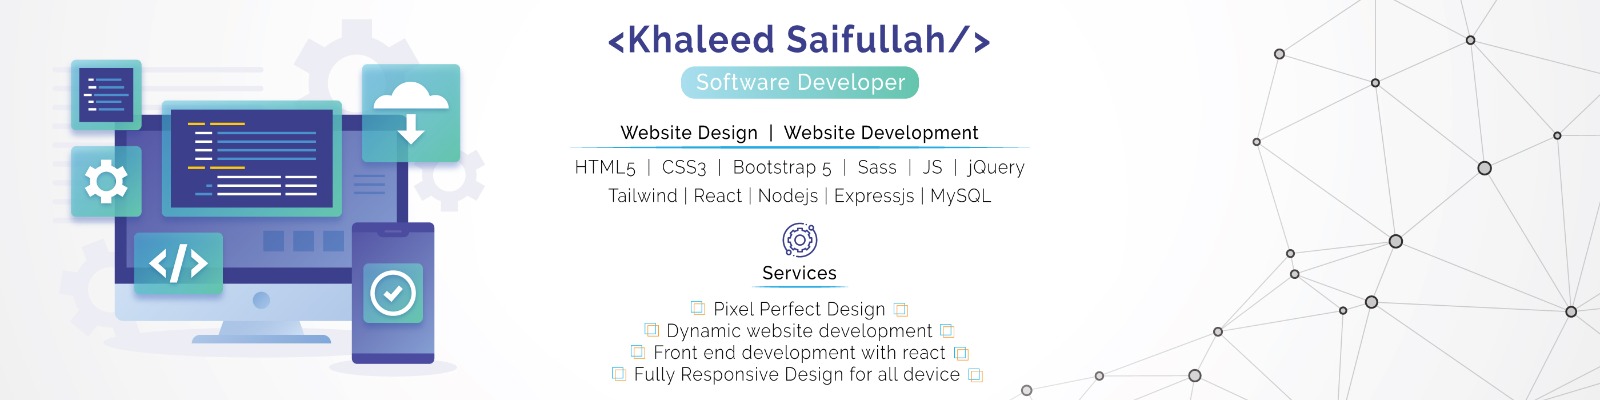 <Khaleed Saifullah/>
Software Developer
Website Design | Website Development
HTML5 | CSS3 | Bootstrap 5 | Sass | JS | jQuery
Tailwind | React | Nodejs | Expressjs | MySQL
</>
Services
Pixel Perfect Design
Dynamic website development
Front end development with react
Fully Responsive Design for all device